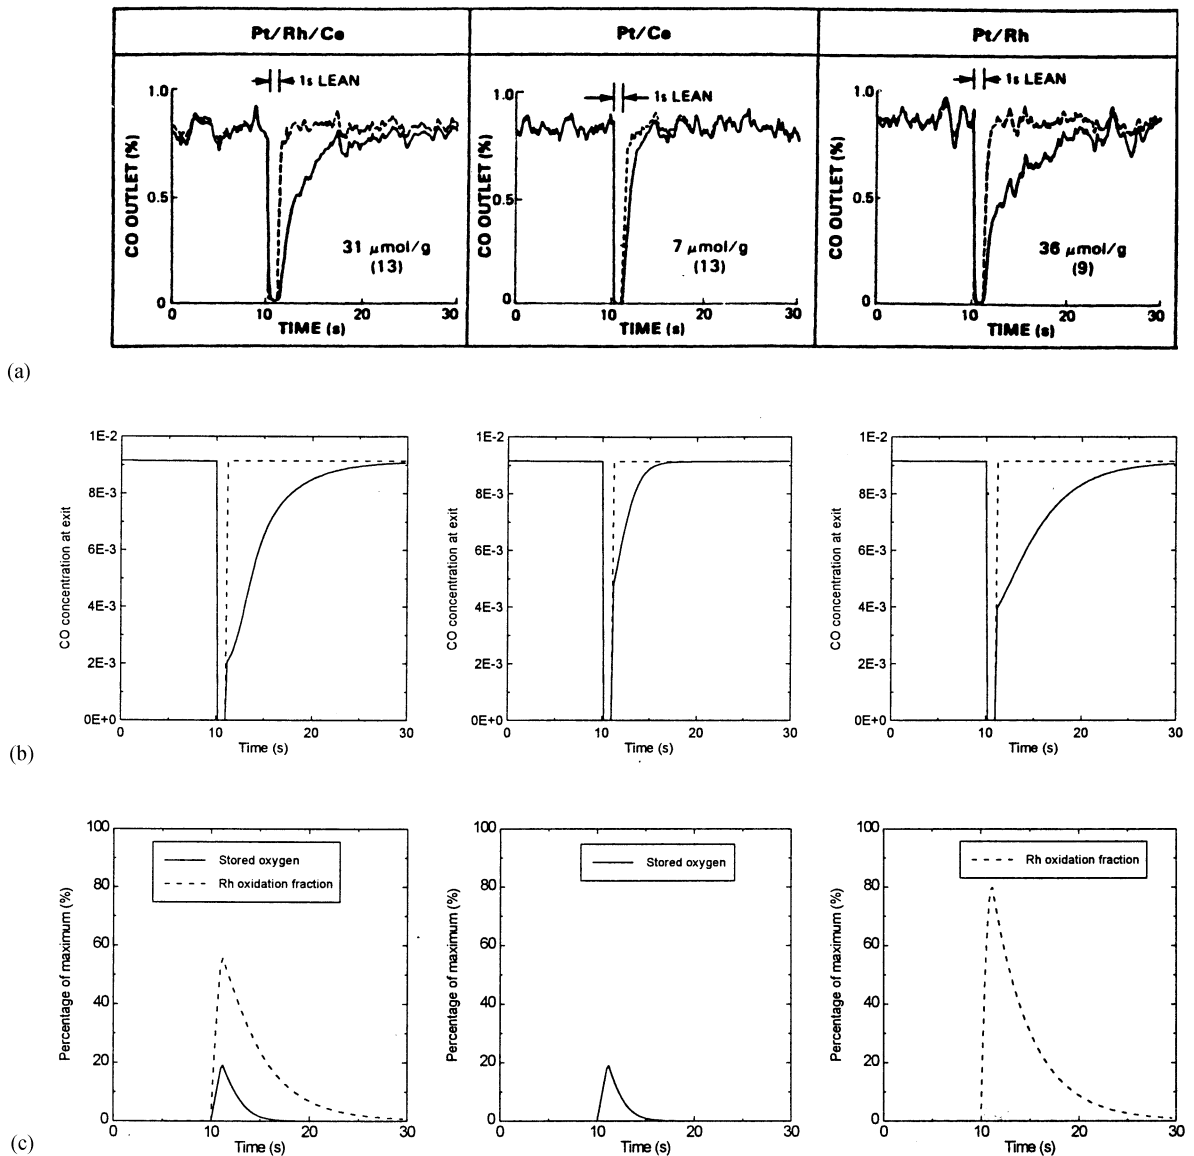 Pt/Rh/Ce
Pt/Ce
Pt/Rh
1s LEAN
1s LEAN
1s LEAN
1.0
0.5
0
CO OUTLET (%)
31 μmol/g
(13)
0 10 20 30
TIME (s)
1.0
0.5
0
CO OUTLET (%)
7 μmol/g
(13)
0 10 20 30
TIME (s)
1.0
0.5
0
CO OUTLET (%)
36 μmol/g
(9)
0 10 20 30
TIME (s)
(a)
1E-2
8E-3
6E-3
4E-3
2E-3
0E+0
CO concentration at exit
0 10 20 30
Time (s)
1E-2
8E-3
6E-3
4E-3
2E-3
0E+0
CO concentration at exit
0 10 20 30
Time (s)
1E-2
8E-3
6E-3
4E-3
2E-3
0E+0
CO concentration at exit
0 10 20 30
Time (s)
(b)
100
80
60
40
20
0
Percentage of maximum (%)
Stored oxygen
Rh oxidation fraction
0 10 20 30
Time (s)
100
80
60
40
20
0
Percentage of maximum (%)
Stored oxygen
0 10 20 30
Time (s)
100
80
60
40
20
0
Percentage of maximum (%)
Rh oxidation fraction
0 10 20 30
Time (s)
(c)